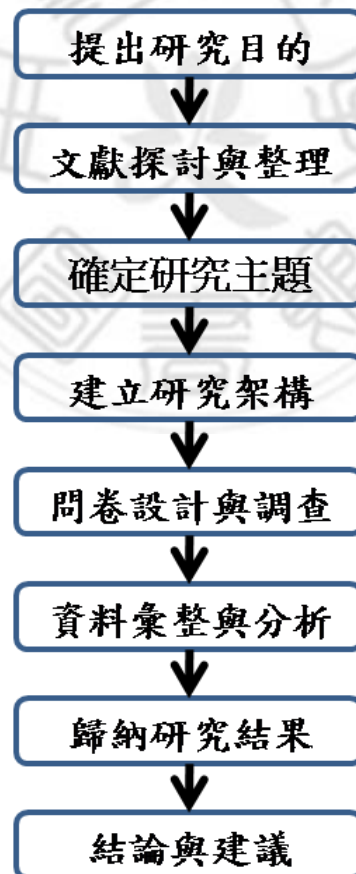 提出研究目的
文獻探討與整理
確定研究主題
建立研究架構
問卷設計與調查
資料彙整與分析
歸納研究結果
結論與建議